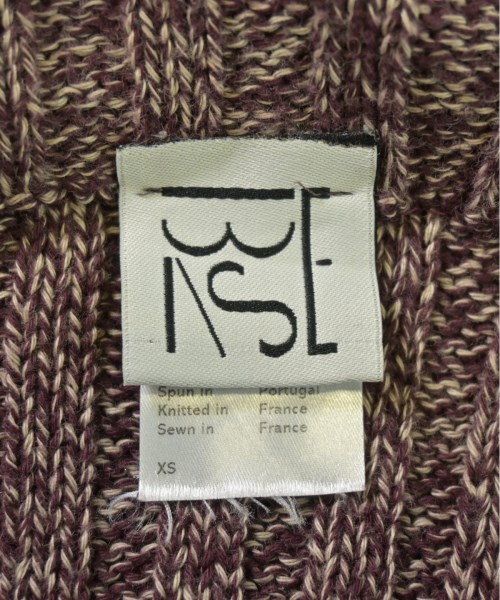 Spun in Portugal
Knitted in France
Sewn in France
XS